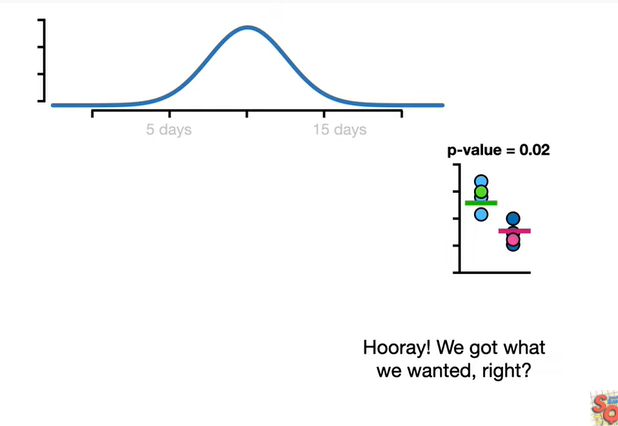 5 days
15 days
p-value = 0.02
Hooray! We got what
we wanted, right?